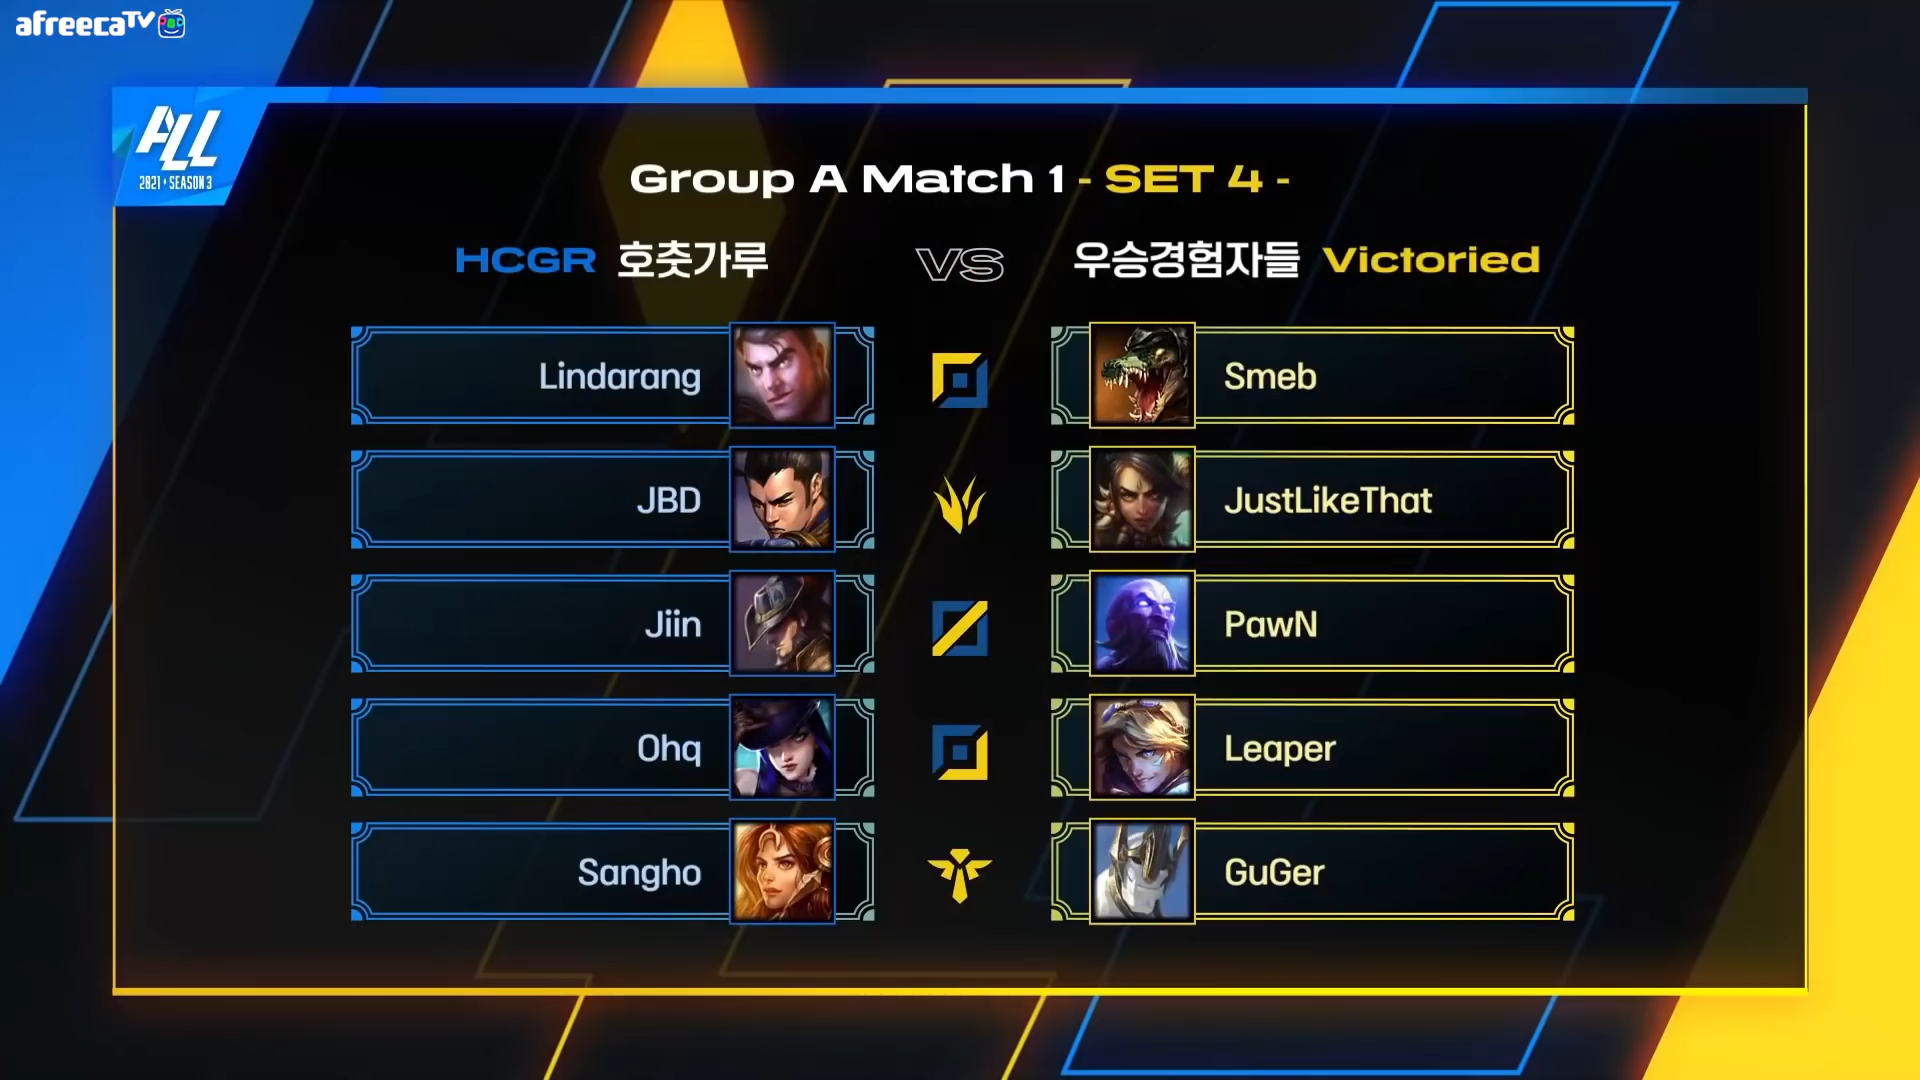 afreecaTV
ALL
2021 • SEASON 3
Group A Match 1 - SET 4 -
HCGR 호춧가루 VS 우승경험자들 Victoried
Lindarang Smeb
JBD JustLikeThat
Jiin PawN
Ohq Leaper
Sangho GuGer